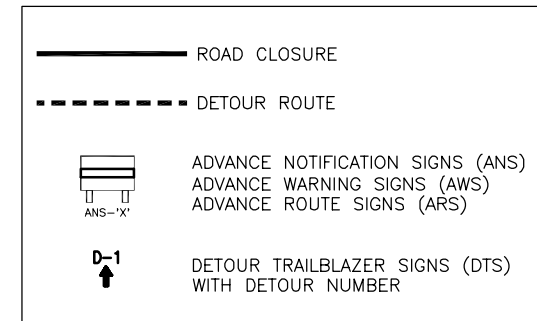 ROAD CLOSURE
DETOUR ROUTE
ANS-'X'
ADVANCE NOTIFICATION SIGNS (ANS)
ADVANCE WARNING SIGNS (AWS)
ADVANCE ROUTE SIGNS (ARS)
D-1
DETOUR TRAILBLAZER SIGNS (DTS)
WITH DETOUR NUMBER